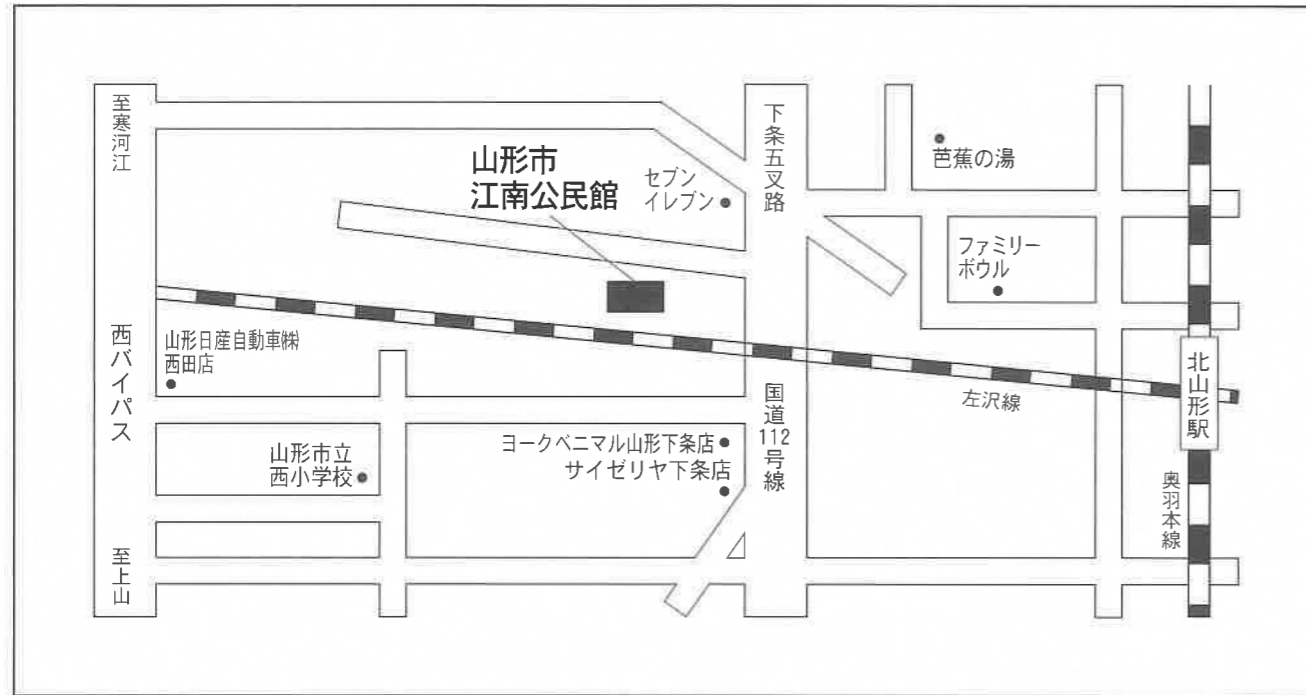 至寒河江
西バイパス
至上山
山形市
江南公民館
セブン
イレブン
下条五叉路
芭蕉の湯
ファミリー
ボウル
山形日産自動車㈱
西田店
山形市立
西小学校
ヨークベニマル山形下条店
サイゼリヤ下条店
国道112号線
左沢線
北山形駅
奥羽本線